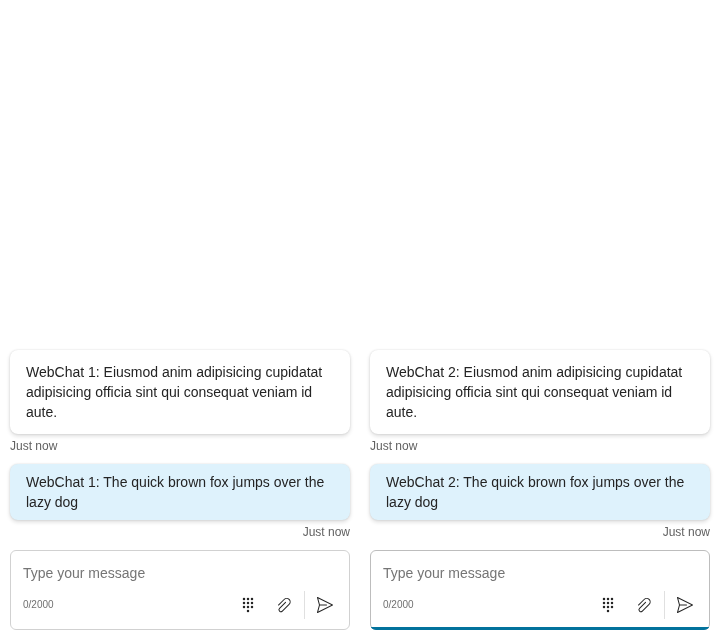 WebChat 1: Eiusmod anim adipisicing cupidatat
adipisicing officia sint qui consequat veniam id
aute.
Just now
WebChat 1: The quick brown fox jumps over the
lazy dog
Just now
Type your message
0/2000
WebChat 2: Eiusmod anim adipisicing cupidatat
adipisicing officia sint qui consequat veniam id
aute.
Just now
WebChat 2: The quick brown fox jumps over the
lazy dog
Just now
Type your message
0/2000